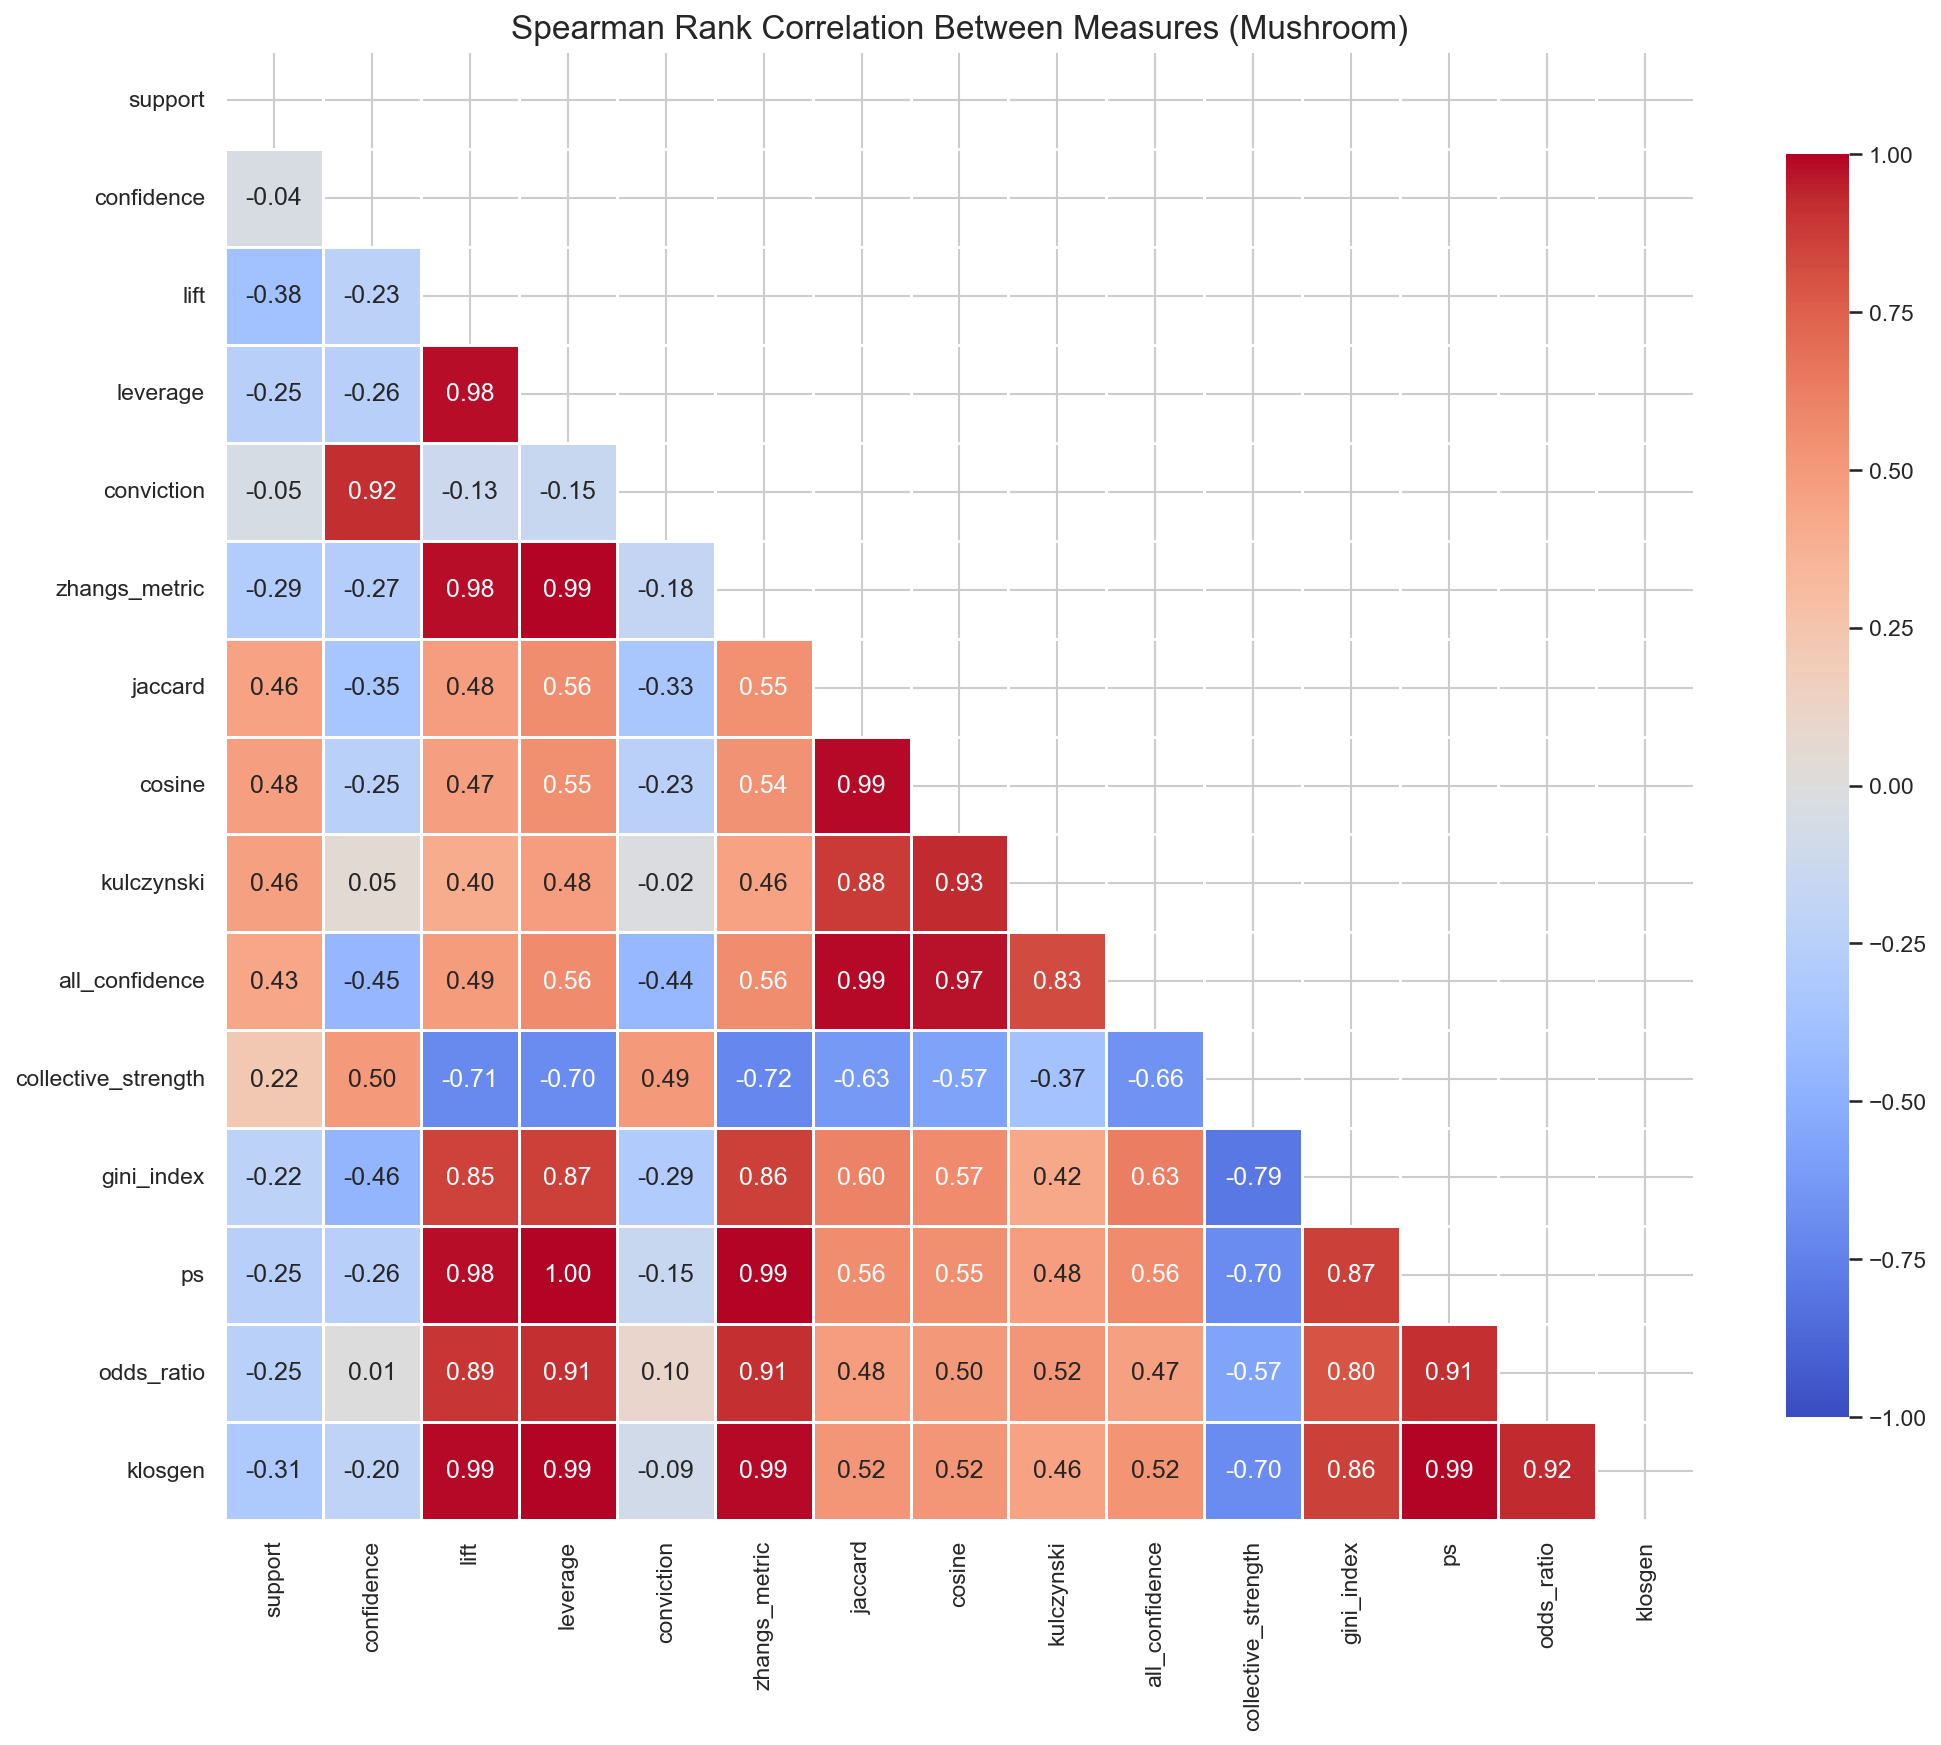 Spearman Rank Correlation Between Measures (Mushroom)
support
confidence -0.04
lift -0.38 -0.23
leverage -0.25 -0.26 0.98
conviction -0.05 0.92 -0.13 -0.15
zhangs_metric -0.29 -0.27 0.98 0.99 -0.18
jaccard 0.46 -0.35 0.48 0.56 -0.33 0.55
cosine 0.48 -0.25 0.47 0.55 -0.23 0.54 0.99
kulczynski 0.46 0.05 0.40 0.48 -0.02 0.46 0.88 0.93
all_confidence 0.43 -0.45 0.49 0.56 -0.44 0.56 0.99 0.97 0.83
collective_strength 0.22 0.50 -0.71 -0.70 0.49 -0.72 -0.63 -0.57 -0.37 -0.66
gini_index -0.22 -0.46 0.85 0.87 -0.29 0.86 0.60 0.57 0.42 0.63 -0.79
ps -0.25 -0.26 0.98 1.00 -0.15 0.99 0.56 0.55 0.48 0.56 -0.70 0.87
odds_ratio -0.25 0.01 0.89 0.91 0.10 0.91 0.48 0.50 0.52 0.47 -0.57 0.80 0.91
klosgen -0.31 -0.20 0.99 0.99 -0.09 0.99 0.52 0.52 0.46 0.52 -0.70 0.86 0.99 0.92
support
confidence
lift
leverage
conviction
zhangs_metric
jaccard
cosine
kulczynski
all_confidence
collective_strength
gini_index
ps
odds_ratio
klosgen
1.00
0.75
0.50
0.25
0.00
−0.25
−0.50
−0.75
−1.00